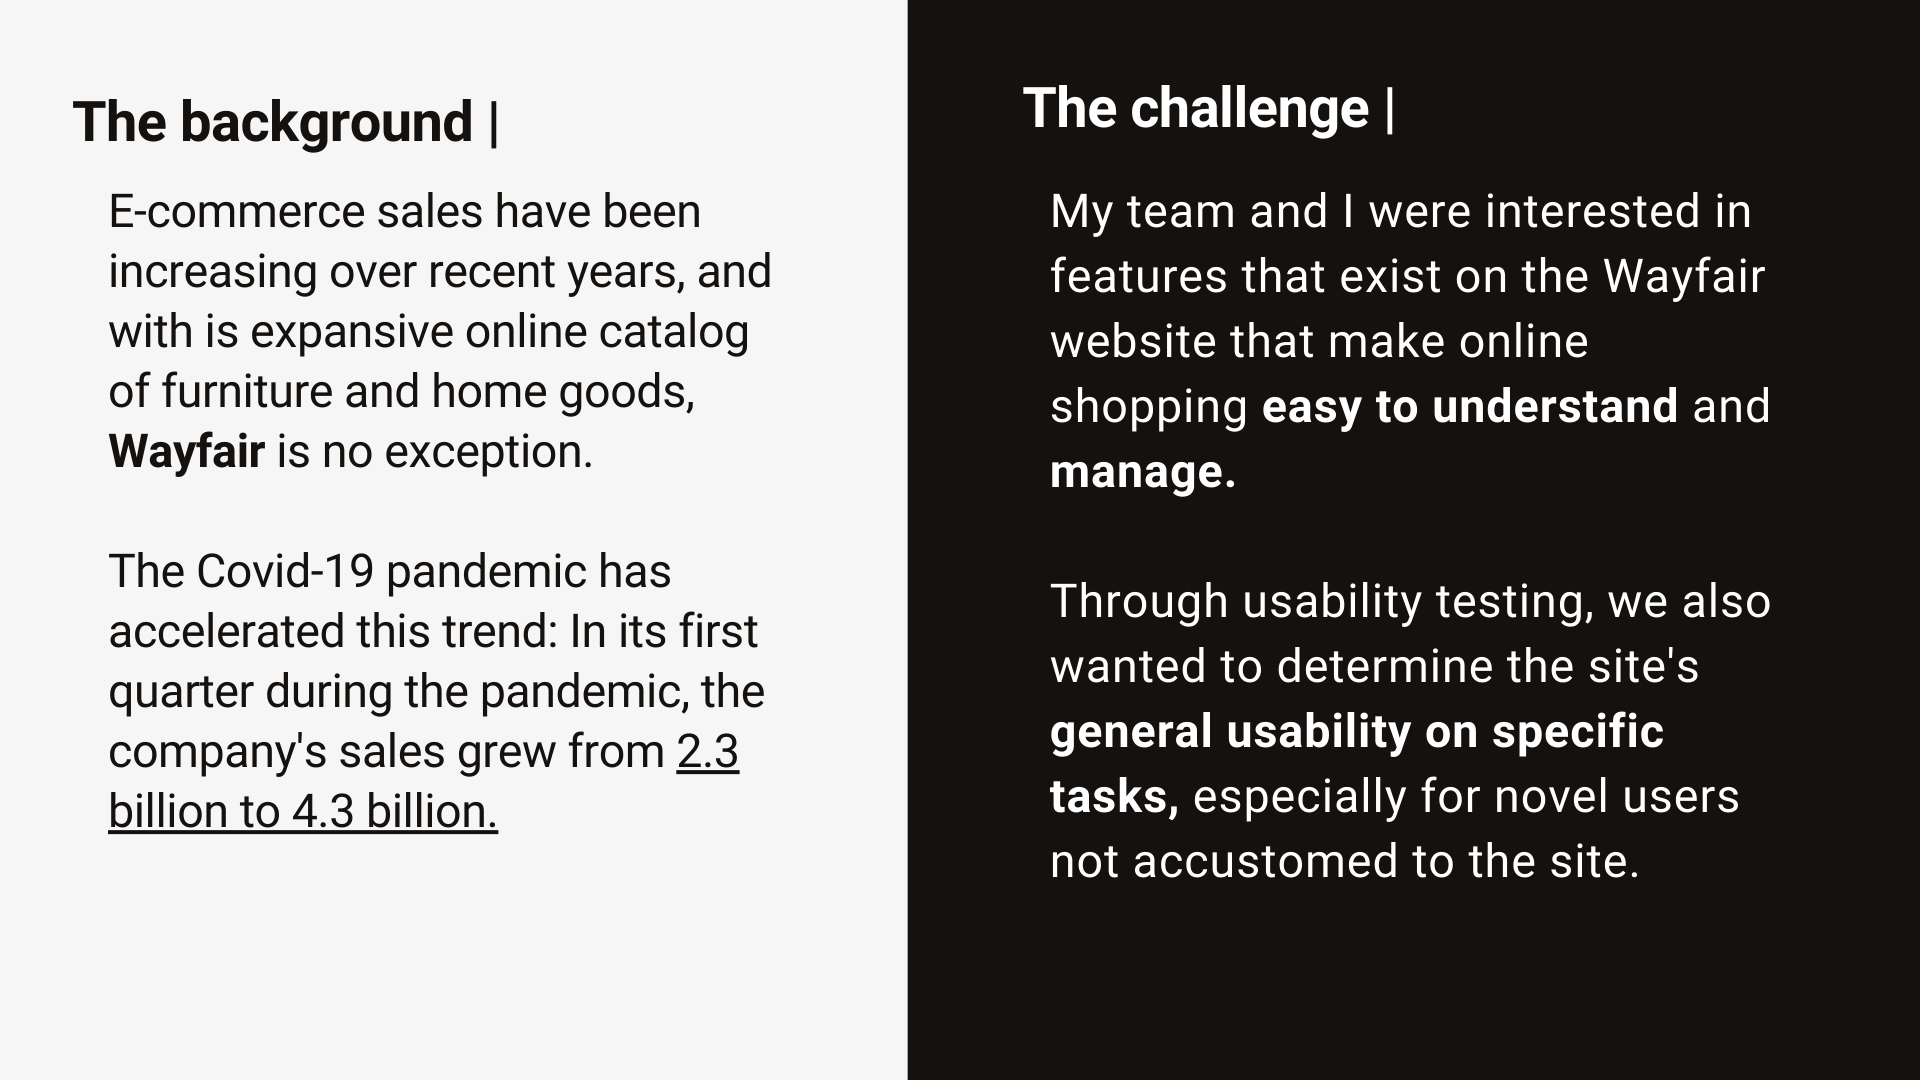 The background |
E-commerce sales have been
increasing over recent years, and
with is expansive online catalog
of furniture and home goods,
Wayfair is no exception.
The Covid-19 pandemic has
accelerated this trend: In its first
quarter during the pandemic, the
company's sales grew from 2.3
billion to 4.3 billion.
The challenge |
My team and I were interested in
features that exist on the Wayfair
website that make online
shopping easy to understand and
manage.
Through usability testing, we also
wanted to determine the site's
general usability on specific
tasks, especially for novel users
not accustomed to the site.